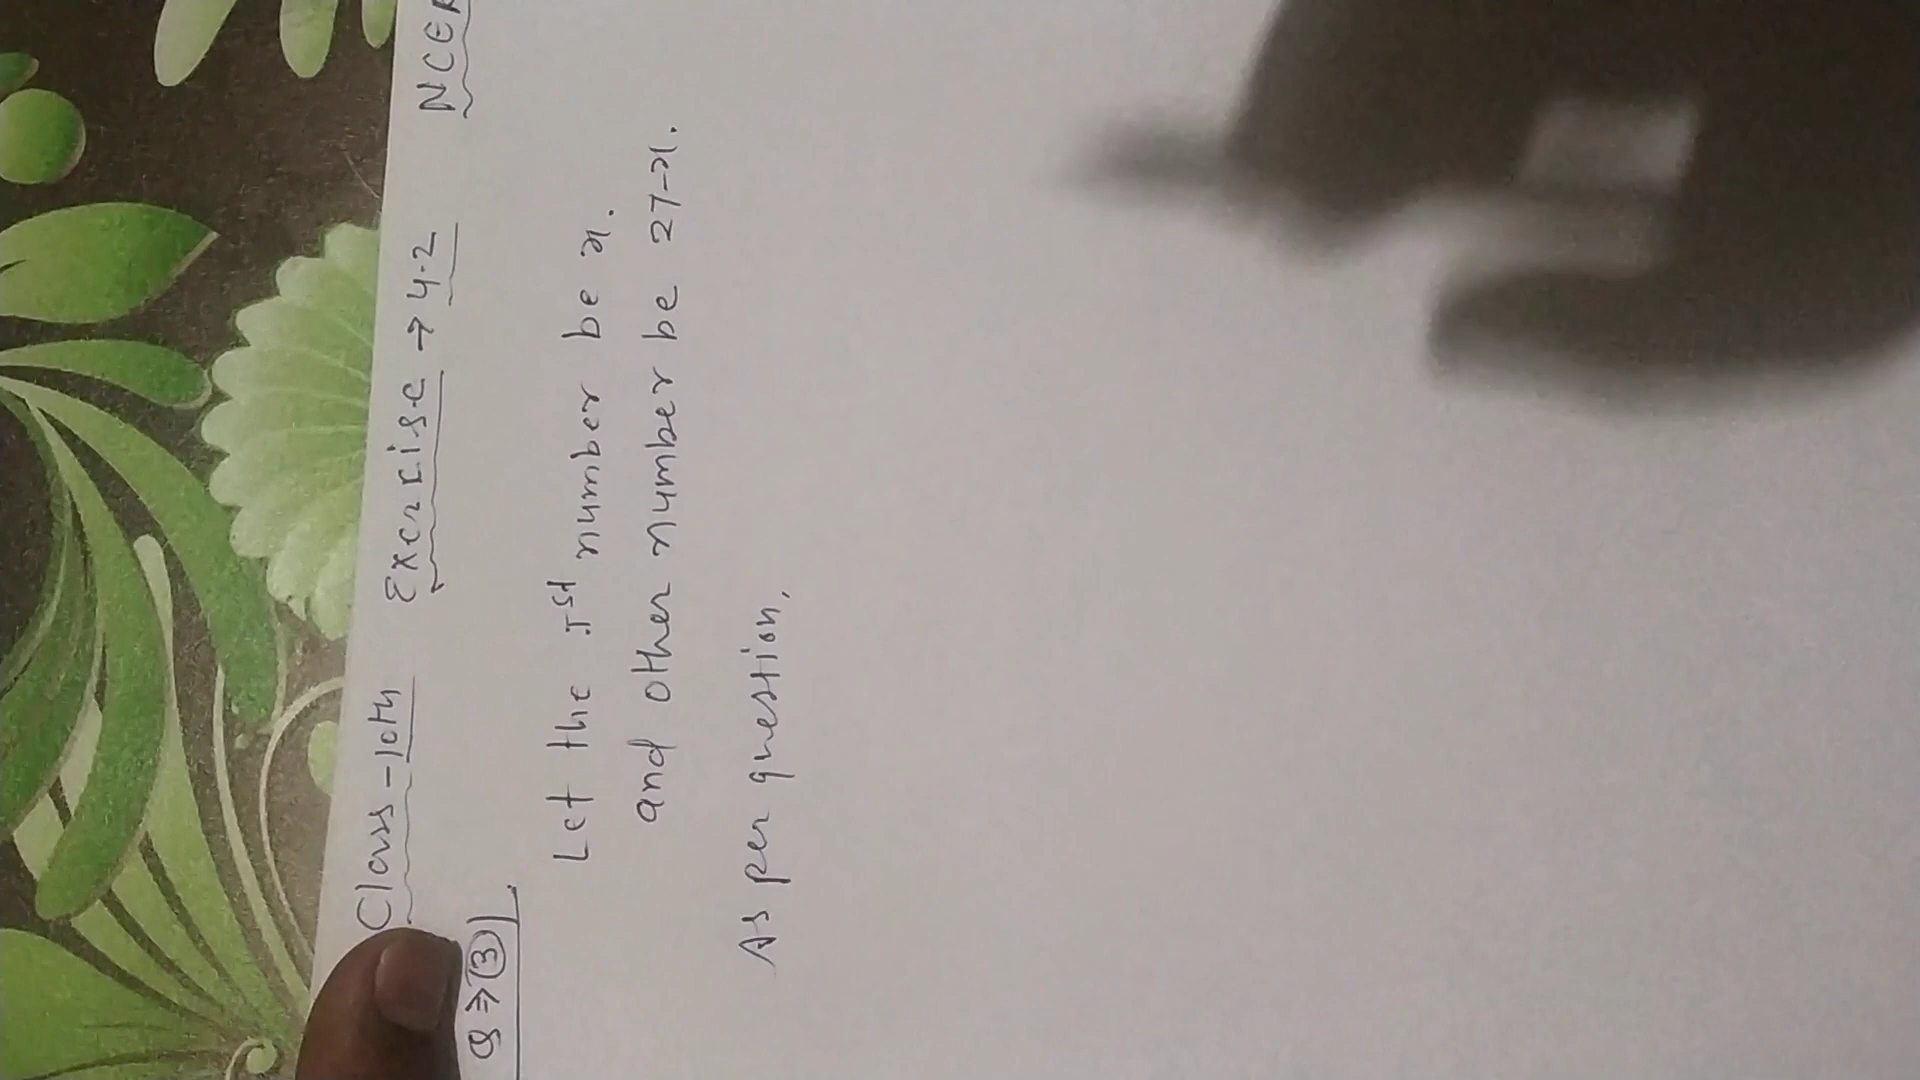 Class-10th Exercise → 4.2 NCER
Q ⇒ 3
Let the Ist number be x.
and other number be 27-x.
As per question,